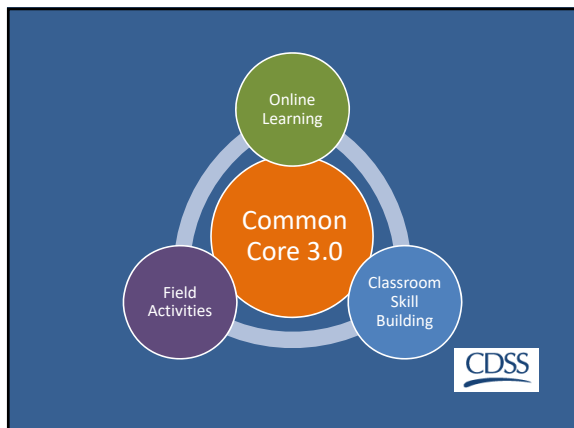 Online
Learning
Common
Core 3.0
Field
Activities
Classroom
Skill
Building
CDSS